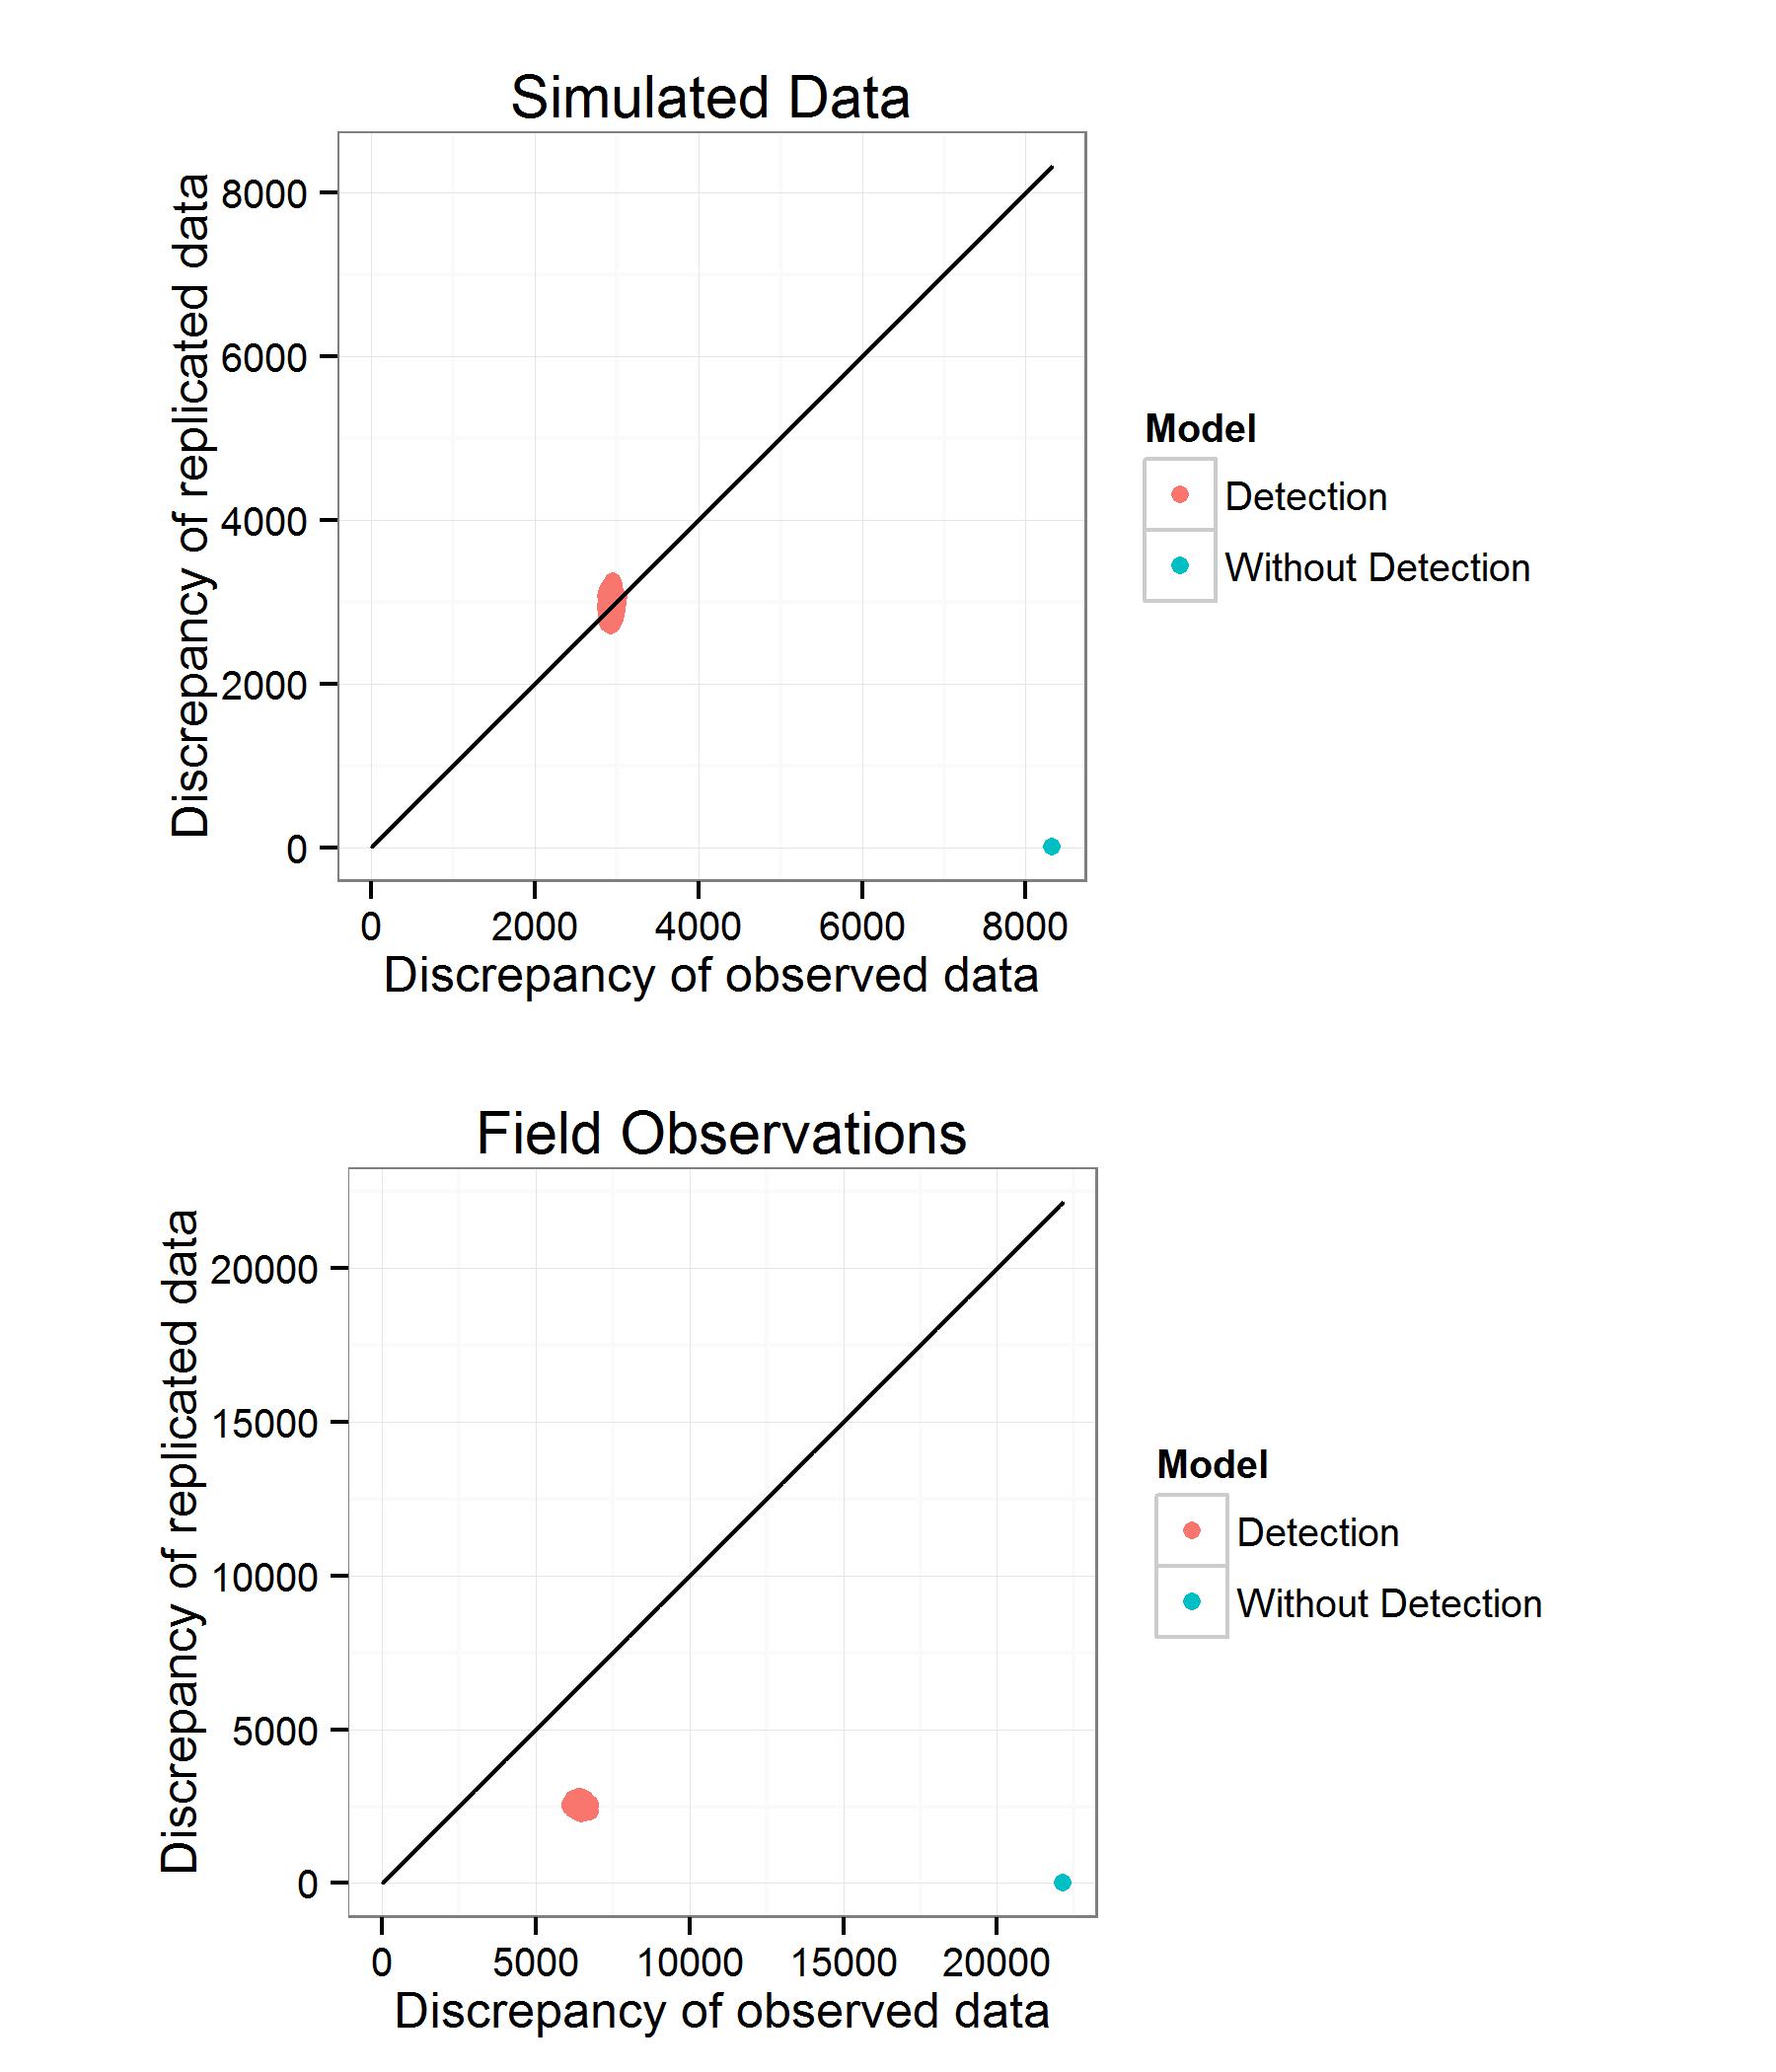 Simulated Data
Discrepancy of replicated data
8000
6000
4000
2000
0
0 2000 4000 6000 8000
Discrepancy of observed data
Model
Detection
Without Detection
Field Observations
Discrepancy of replicated data
20000
15000
10000
5000
0
0 5000 10000 15000 20000
Discrepancy of observed data
Model
Detection
Without Detection